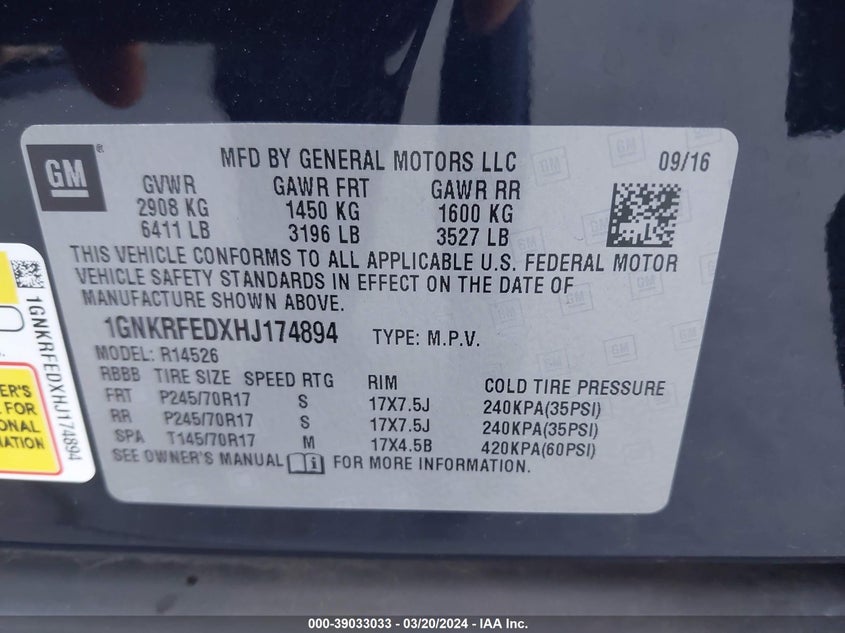 GM ®
MFD BY GENERAL MOTORS LLC 09/16
GVWR GAWR FRT GAWR RR
2908 KG 1450 KG 1600 KG
6411 LB 3196 LB 3527 LB
THIS VEHICLE CONFORMS TO ALL APPLICABLE U.S. FEDERAL MOTOR
VEHICLE SAFETY STANDARDS IN EFFECT ON THE DATE OF
MANUFACTURE SHOWN ABOVE.
1GNKRFEDXHJ174894 TYPE: M.P.V.
MODEL: R14526
RBBB TIRE SIZE SPEED RTG RIM COLD TIRE PRESSURE
FRT P245/70R17 S 17X7.5J 240KPA(35PSI)
RR P245/70R17 S 17X7.5J 240KPA(35PSI)
SPA T145/70R17 M 17X4.5B 420KPA(60PSI)
SEE OWNER'S MANUAL i FOR MORE INFORMATION.
1GNKRFEDXHJ174894
FOR
000-39033033 - 03/20/2024 - IAA Inc.